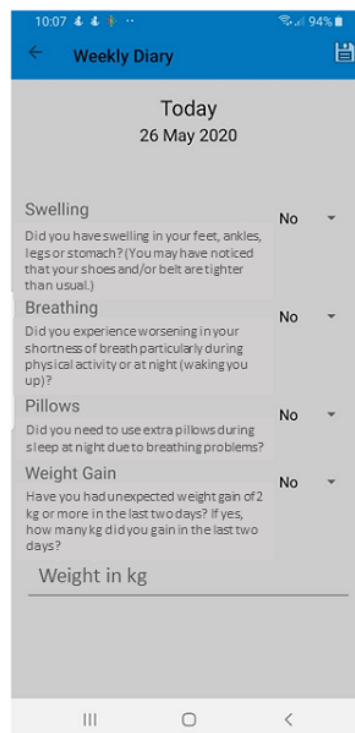 10:07 94%
Weekly Diary
Today
26 May 2020
Swelling
No
Did you have swelling in your feet, ankles,
legs or stomach? (You may have noticed
that your shoes and/or belt are tighter
than usual.)
Breathing
No
Did you experience worsening in your
shortness of breath particularly during
physical activity or at night (waking you
up)?
Pillows
No
Did you need to use extra pillows during
sleep at night due to breathing problems?
Weight Gain
No
Have you had unexpected weight gain of 2
kg or more in the last two days? If yes,
how many kg did you gain in the last two
days?
Weight in kg